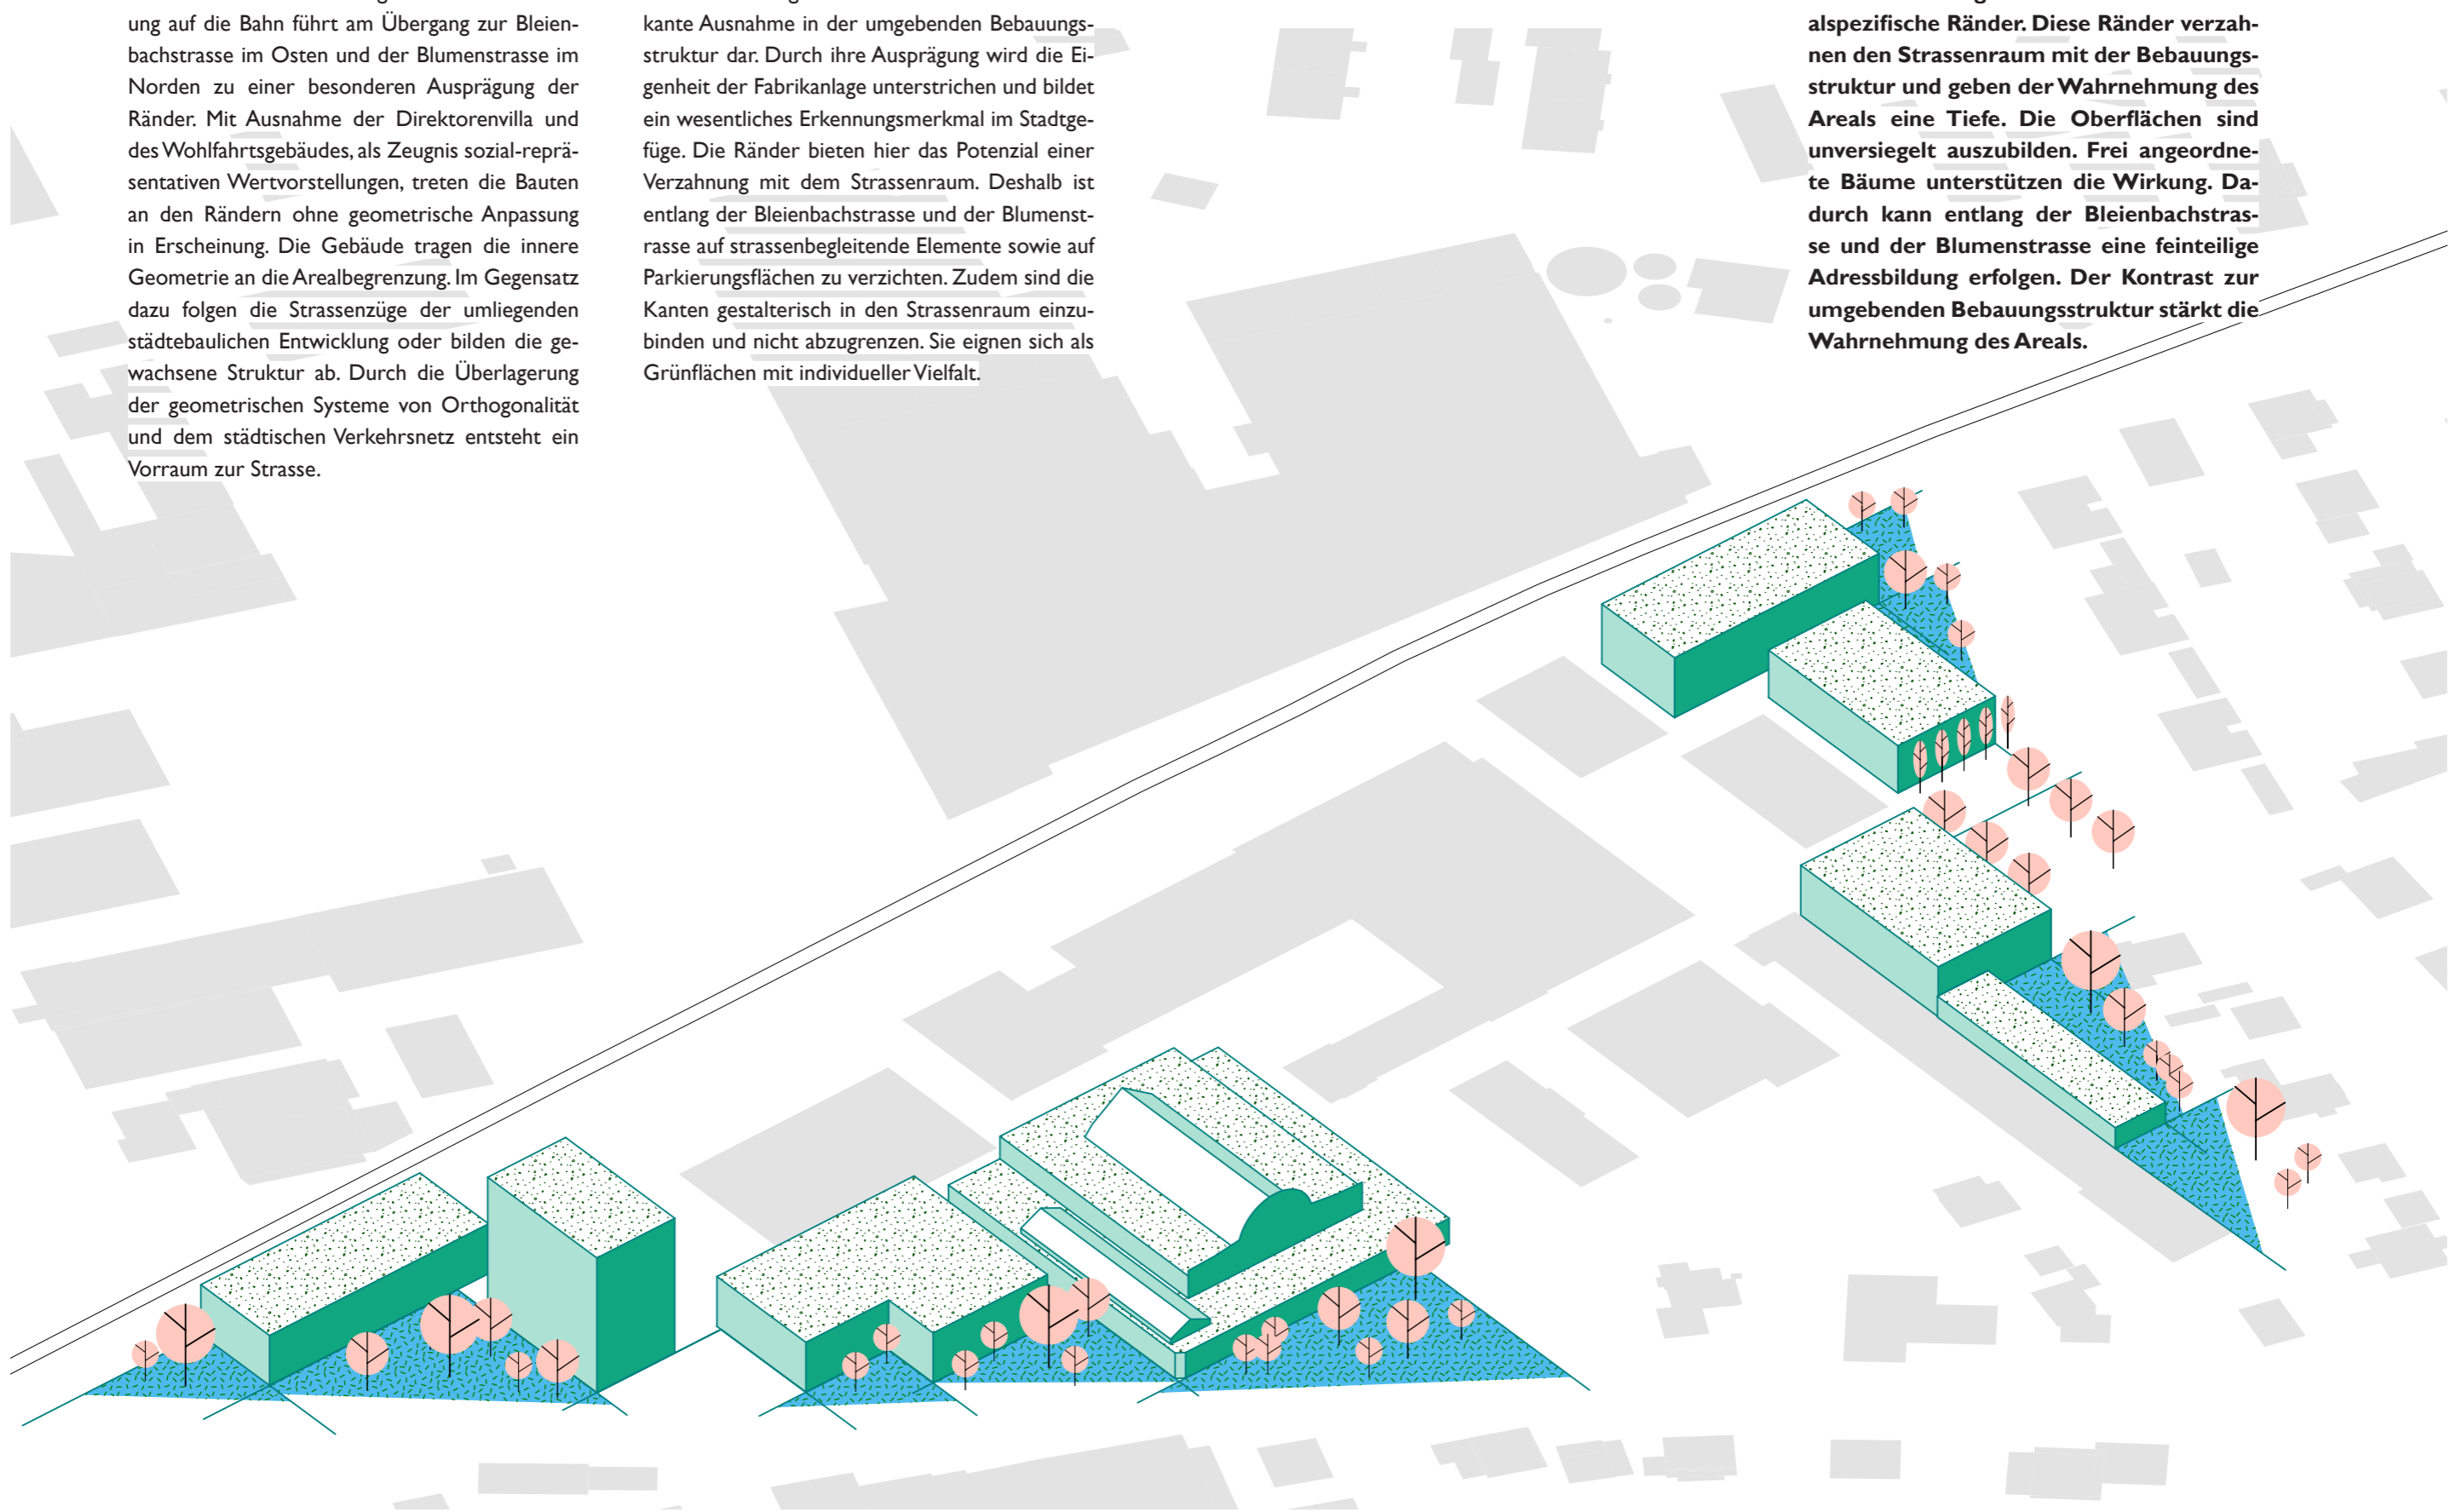 ung auf die Bahn führt am Übergang zur Bleien-
bachstrasse im Osten und der Blumenstrasse im
Norden zu einer besonderen Ausprägung der
Ränder. Mit Ausnahme der Direktorenvilla und
des Wohlfahrtsgebäudes, als Zeugnis sozial-reprä-
sentativen Wertvorstellungen, treten die Bauten
an den Rändern ohne geometrische Anpassung
in Erscheinung. Die Gebäude tragen die innere
Geometrie an die Arealbegrenzung. Im Gegensatz
dazu folgen die Strassenzüge der umliegenden
städtebaulichen Entwicklung oder bilden die ge-
wachsene Struktur ab. Durch die Überlagerung
der geometrischen Systeme von Orthogonalität
und dem städtischen Verkehrsnetz entsteht ein
Vorraum zur Strasse.
kante Ausnahme in der umgebenden Bebauungs-
struktur dar. Durch ihre Ausprägung wird die Ei-
genheit der Fabrikanlage unterstrichen und bildet
ein wesentliches Erkennungsmerkmal im Stadtge-
füge. Die Ränder bieten hier das Potenzial einer
Verzahnung mit dem Strassenraum. Deshalb ist
entlang der Bleienbachstrasse und der Blumenst-
rasse auf strassenbegleitende Elemente sowie auf
Parkierungsflächen zu verzichten. Zudem sind die
Kanten gestalterisch in den Strassenraum einzu-
binden und nicht abzugrenzen. Sie eignen sich als
Grünflächen mit individueller Vielfalt.
alspezifische Ränder. Diese Ränder verzah-
nen den Strassenraum mit der Bebauungs-
struktur und geben der Wahrnehmung des
Areals eine Tiefe. Die Oberflächen sind
unversiegelt auszubilden. Frei angeordne-
te Bäume unterstützen die Wirkung. Da-
durch kann entlang der Bleienbachstras-
se und der Blumenstrasse eine feinteilige
Adressbildung erfolgen. Der Kontrast zur
umgebenden Bebauungsstruktur stärkt die
Wahrnehmung des Areals.